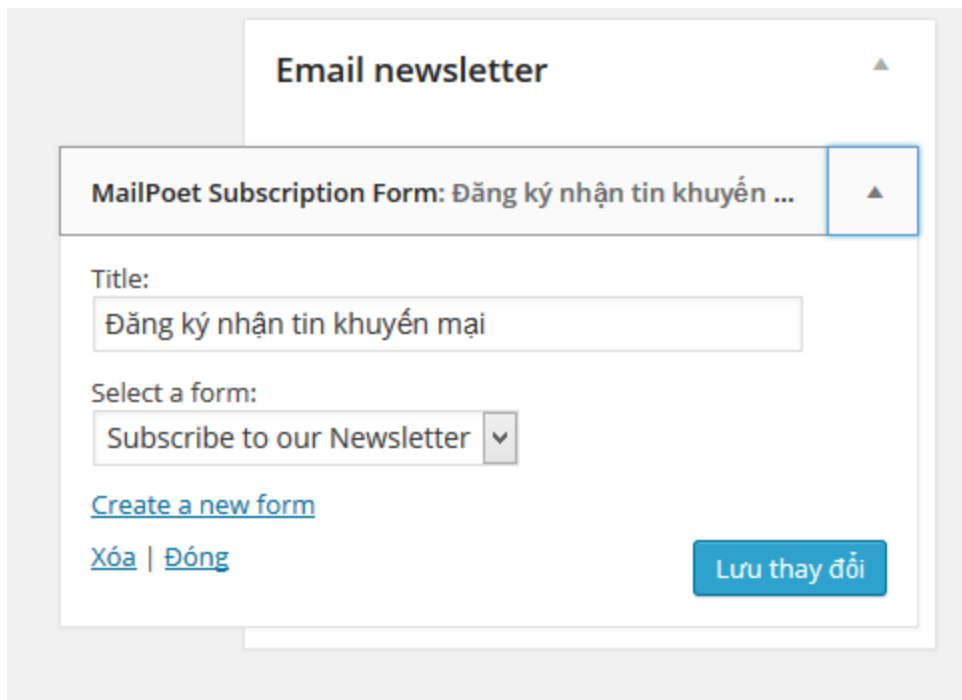 Email newsletter
MailPoet Subscription Form: Đăng ký nhận tin khuyến ...
Title:
Đăng ký nhận tin khuyến mại
Select a form:
Subscribe to our Newsletter
Create a new form
Xóa | Đóng
Lưu thay đổi